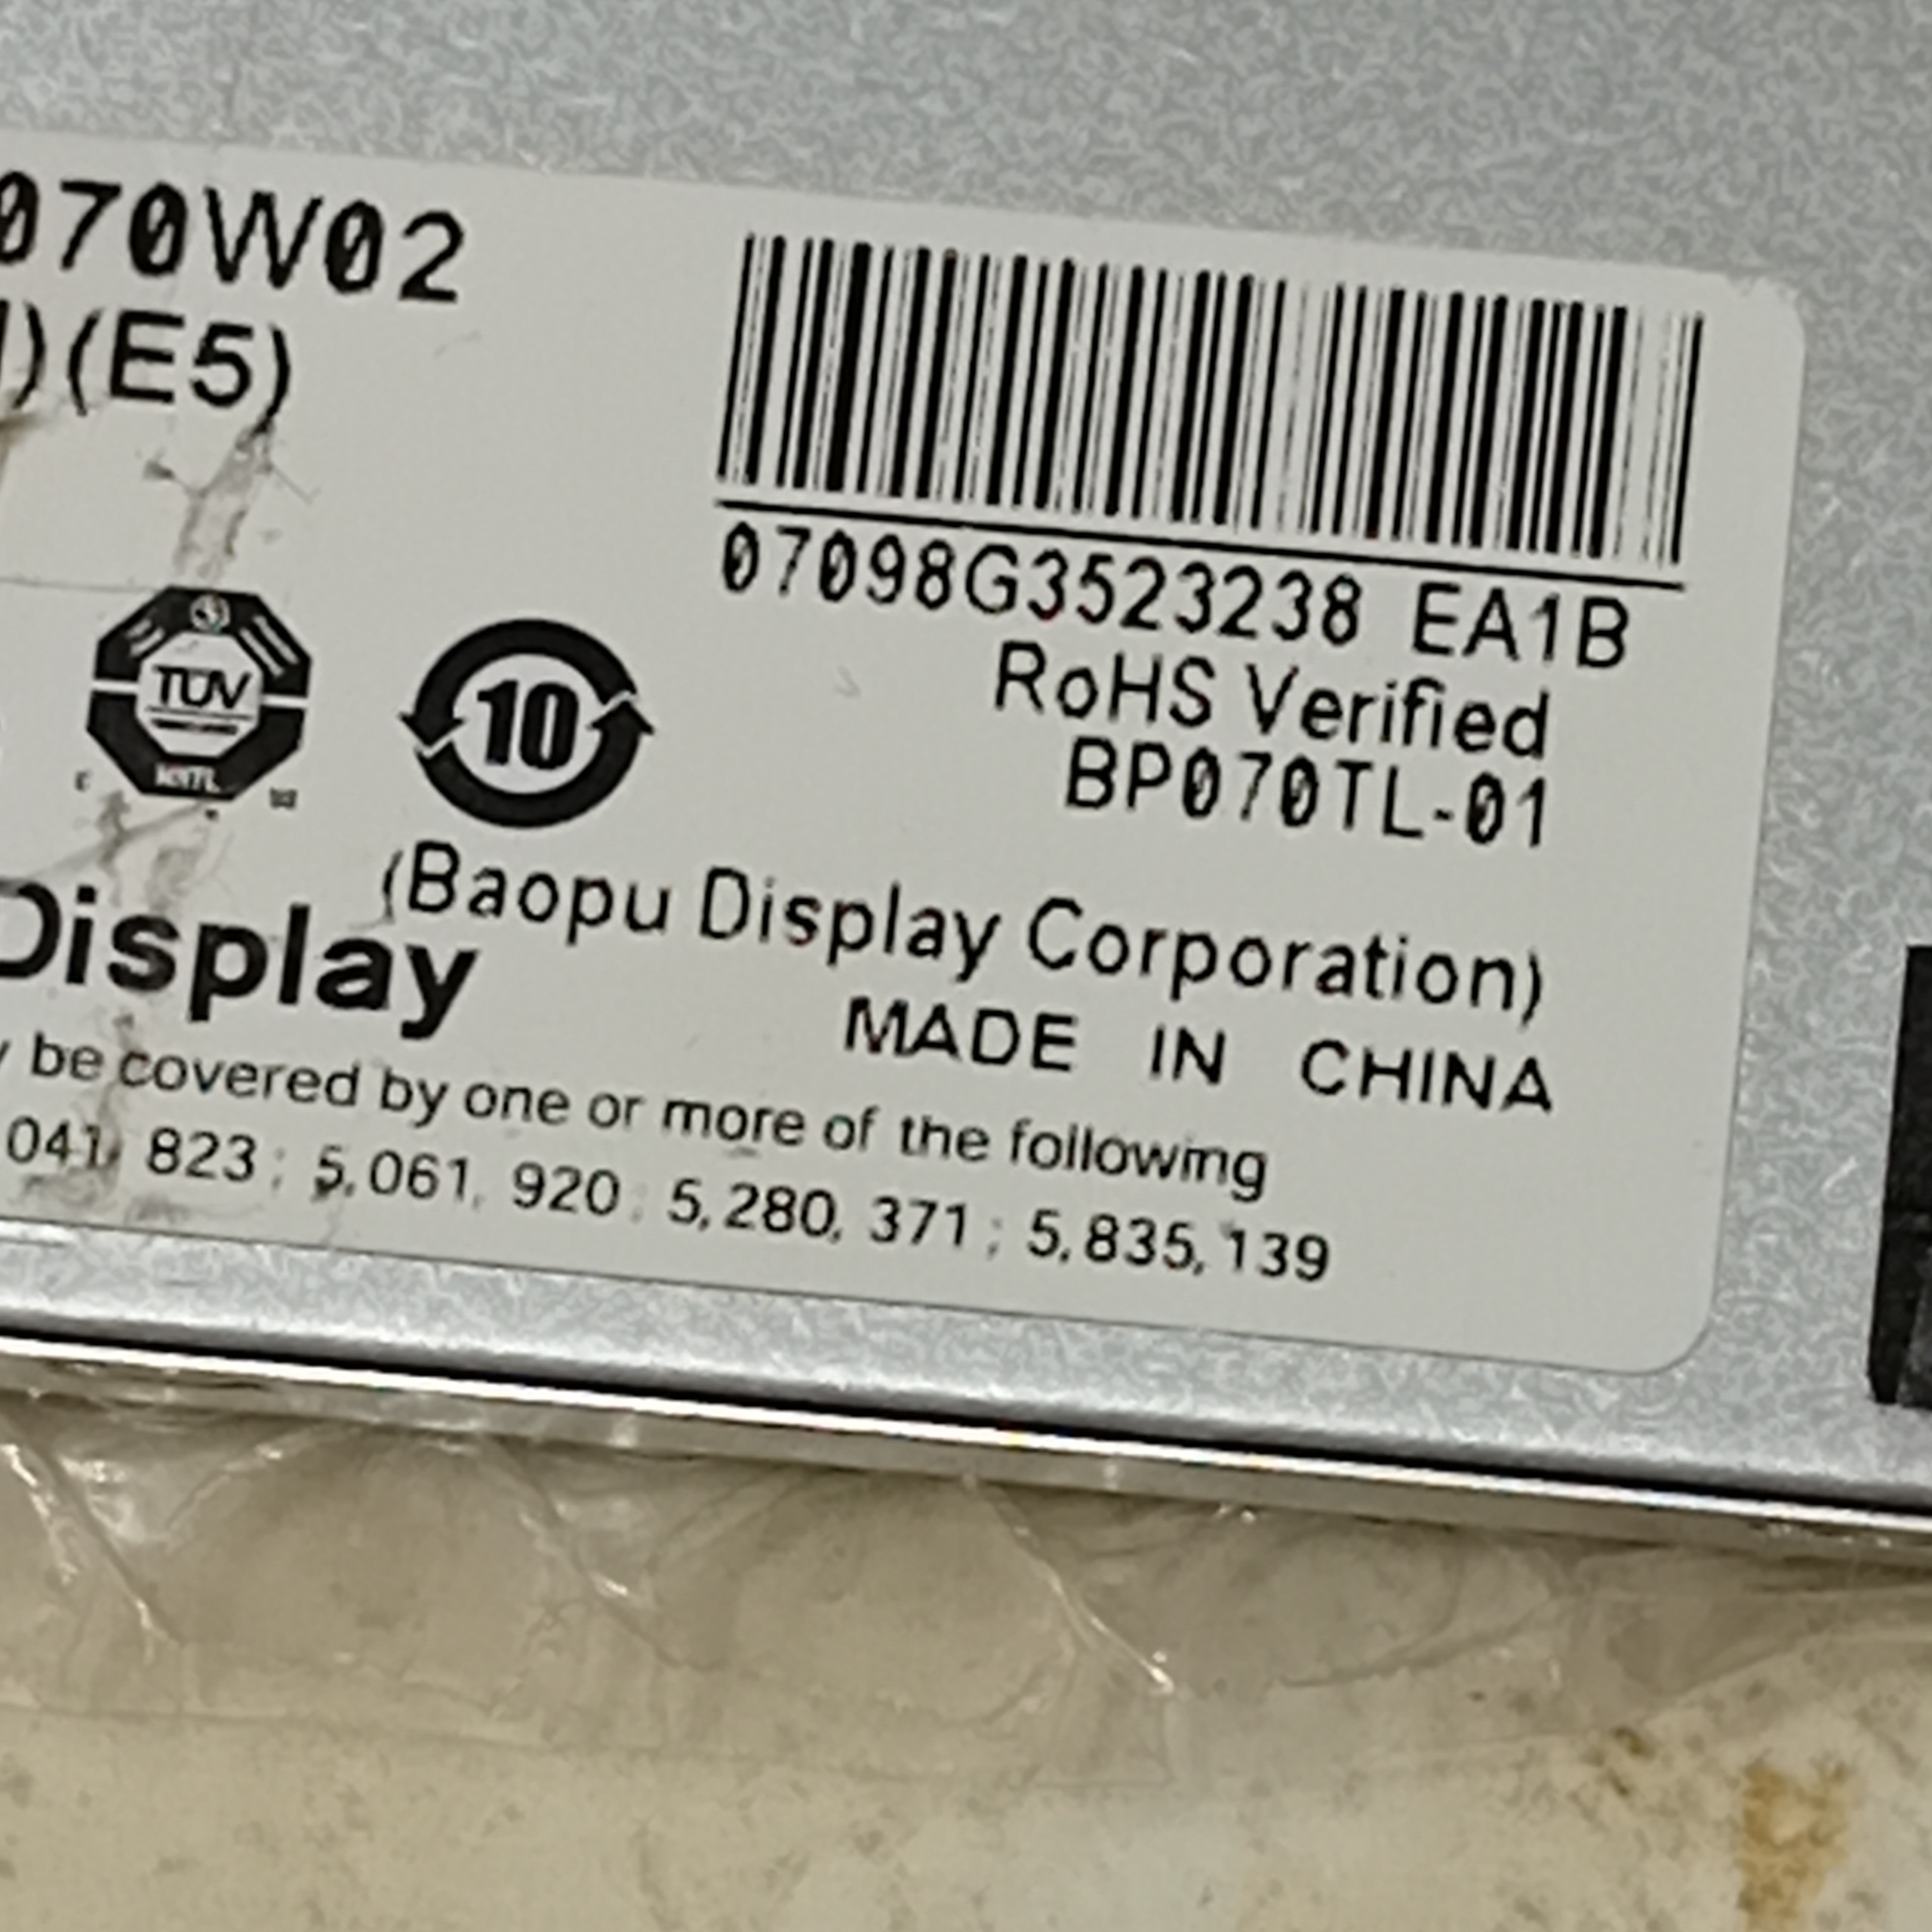 070W02
)(E5)
07098G3523238 EA1B
RoHS Verified
BP070TL-01
TÜV
10
(Baopu Display Corporation)
Display
MADE IN CHINA
be covered by one or more of the following
041, 823; 5,061, 920; 5,280, 371; 5,835,139